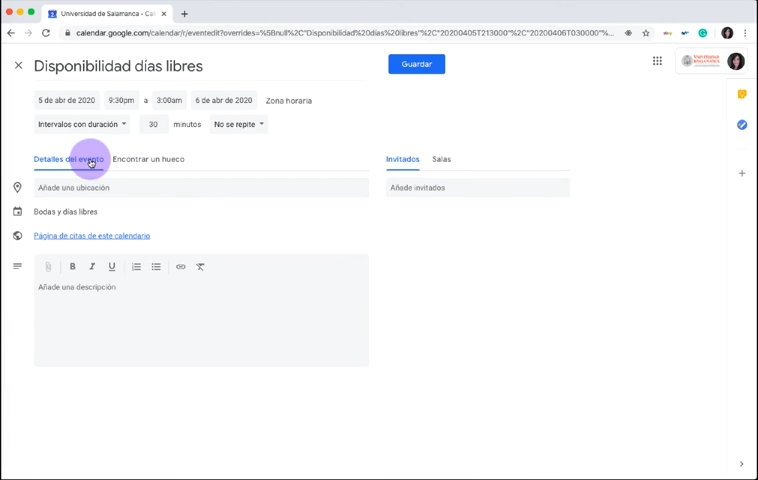 Universidad de Salamanca - Cal
calendar.google.com/calendar/r/eventedit?overrides=%5Bnull%2C"Disponibilidad%20días%20libres"%2C"20200405T213000"%2C"20200406T030000"%...
Disponibilidad días libres
Guardar
5 de abr de 2020 9:30pm a 3:00am 6 de abr de 2020 Zona horaria
Intervalos con duración 30 minutos No se repite
Detalles del evento Encontrar un hueco Invitados Salas
Añade una ubicación Añade invitados
Bodas y días libres
Página de citas de este calendario
B I U
Añade una descripción